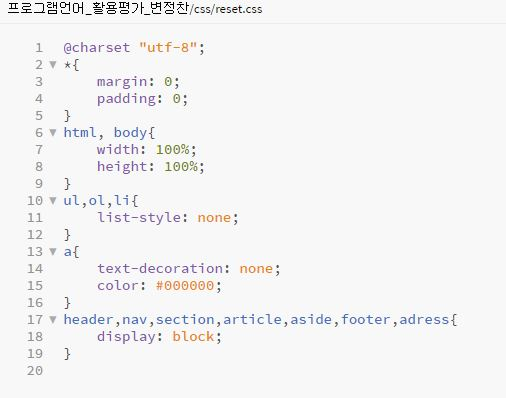 프로그램언어_활용평가_변정찬/css/reset.css
1 @charset "utf-8";
2 ▼ *{
3     margin: 0;
4     padding: 0;
5 }
6 ▼ html, body{
7     width: 100%;
8     height: 100%;
9 }
10 ▼ ul,ol,li{
11     list-style: none;
12 }
13 ▼ a{
14     text-decoration: none;
15     color: #000000;
16 }
17 ▼ header,nav,section,article,aside,footer,adress{
18     display: block;
19 }
20